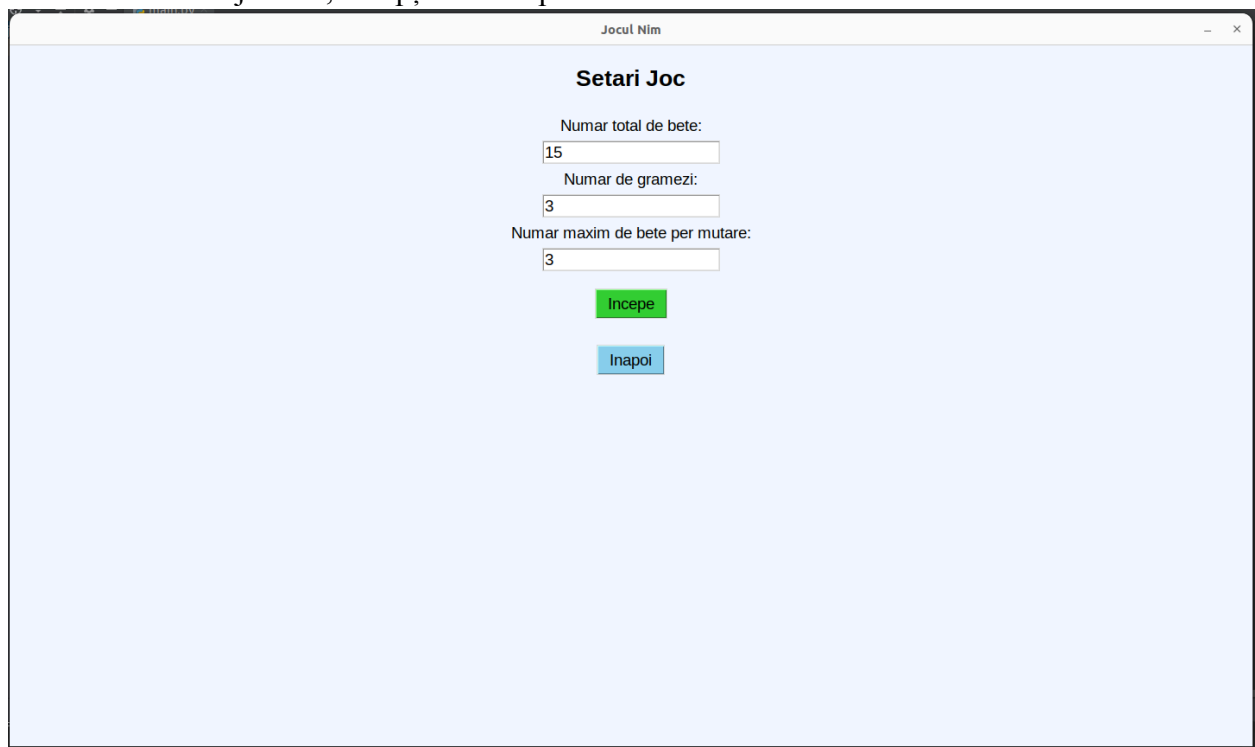 Jocul Nim
Setari Joc
Numar total de bete:
15
Numar de gramezi:
3
Numar maxim de bete per mutare:
3
Incepe
Inapoi